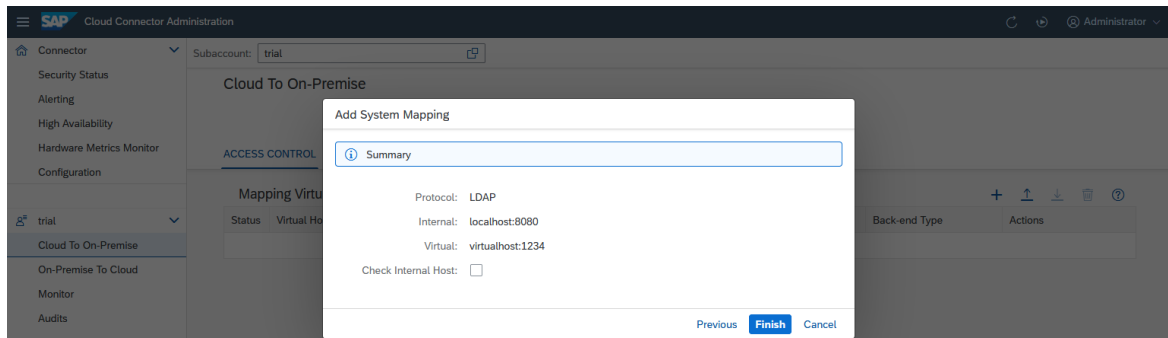 SAP Cloud Connector Administration Administrator
Connector
Subaccount: trial
Security Status
Cloud To On-Premise
Alerting
High Availability
Hardware Metrics Monitor
ACCESS CONTROL
Configuration
Add System Mapping
Summary
Mapping Virtu
Protocol: LDAP
trial
Status Virtual Ho
Internal: localhost:8080
Back-end Type Actions
Cloud To On-Premise
Virtual: virtualhost:1234
On-Premise To Cloud
Check Internal Host:
Monitor
Audits
Previous Finish Cancel